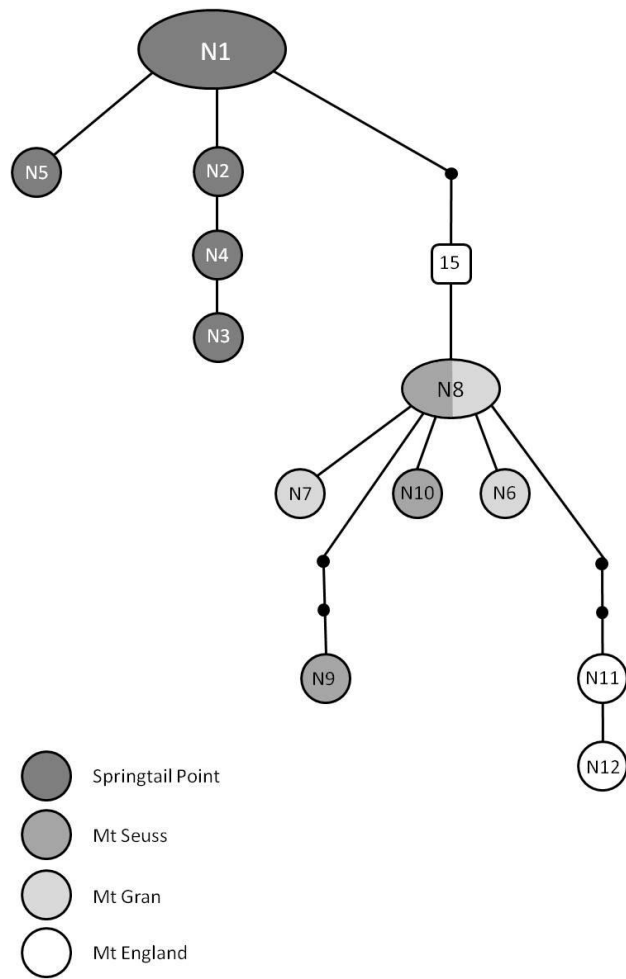 N1
N5
N2
N4
15
N3
N8
N7
N10
N6
N9
N11
N12
Springtail Point
Mt Seuss
Mt Gran
Mt England